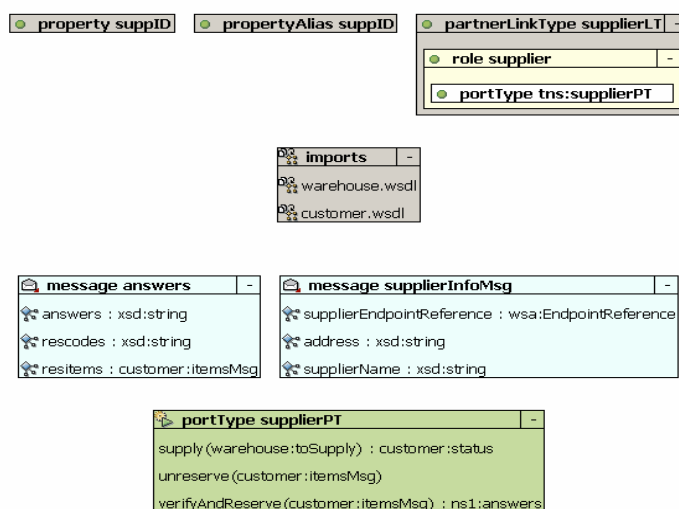 property suppID
propertyAlias suppID
partnerLinkType supplierLT -
role supplier -
portType tns:supplierPT
imports -
warehouse.wsdl
customer.wsdl
message answers -
answers : xsd:string
rescodes : xsd:string
resitems : customer:itemsMsg
message supplierInfoMsg -
supplierEndpointReference : wsa:EndpointReference
address : xsd:string
supplierName : xsd:string
portType supplierPT -
supply(warehouse:toSupply) : customer:status
unreserve(customer:itemsMsg)
verifyAndReserve(customer:itemsMsg) : ns1:answers